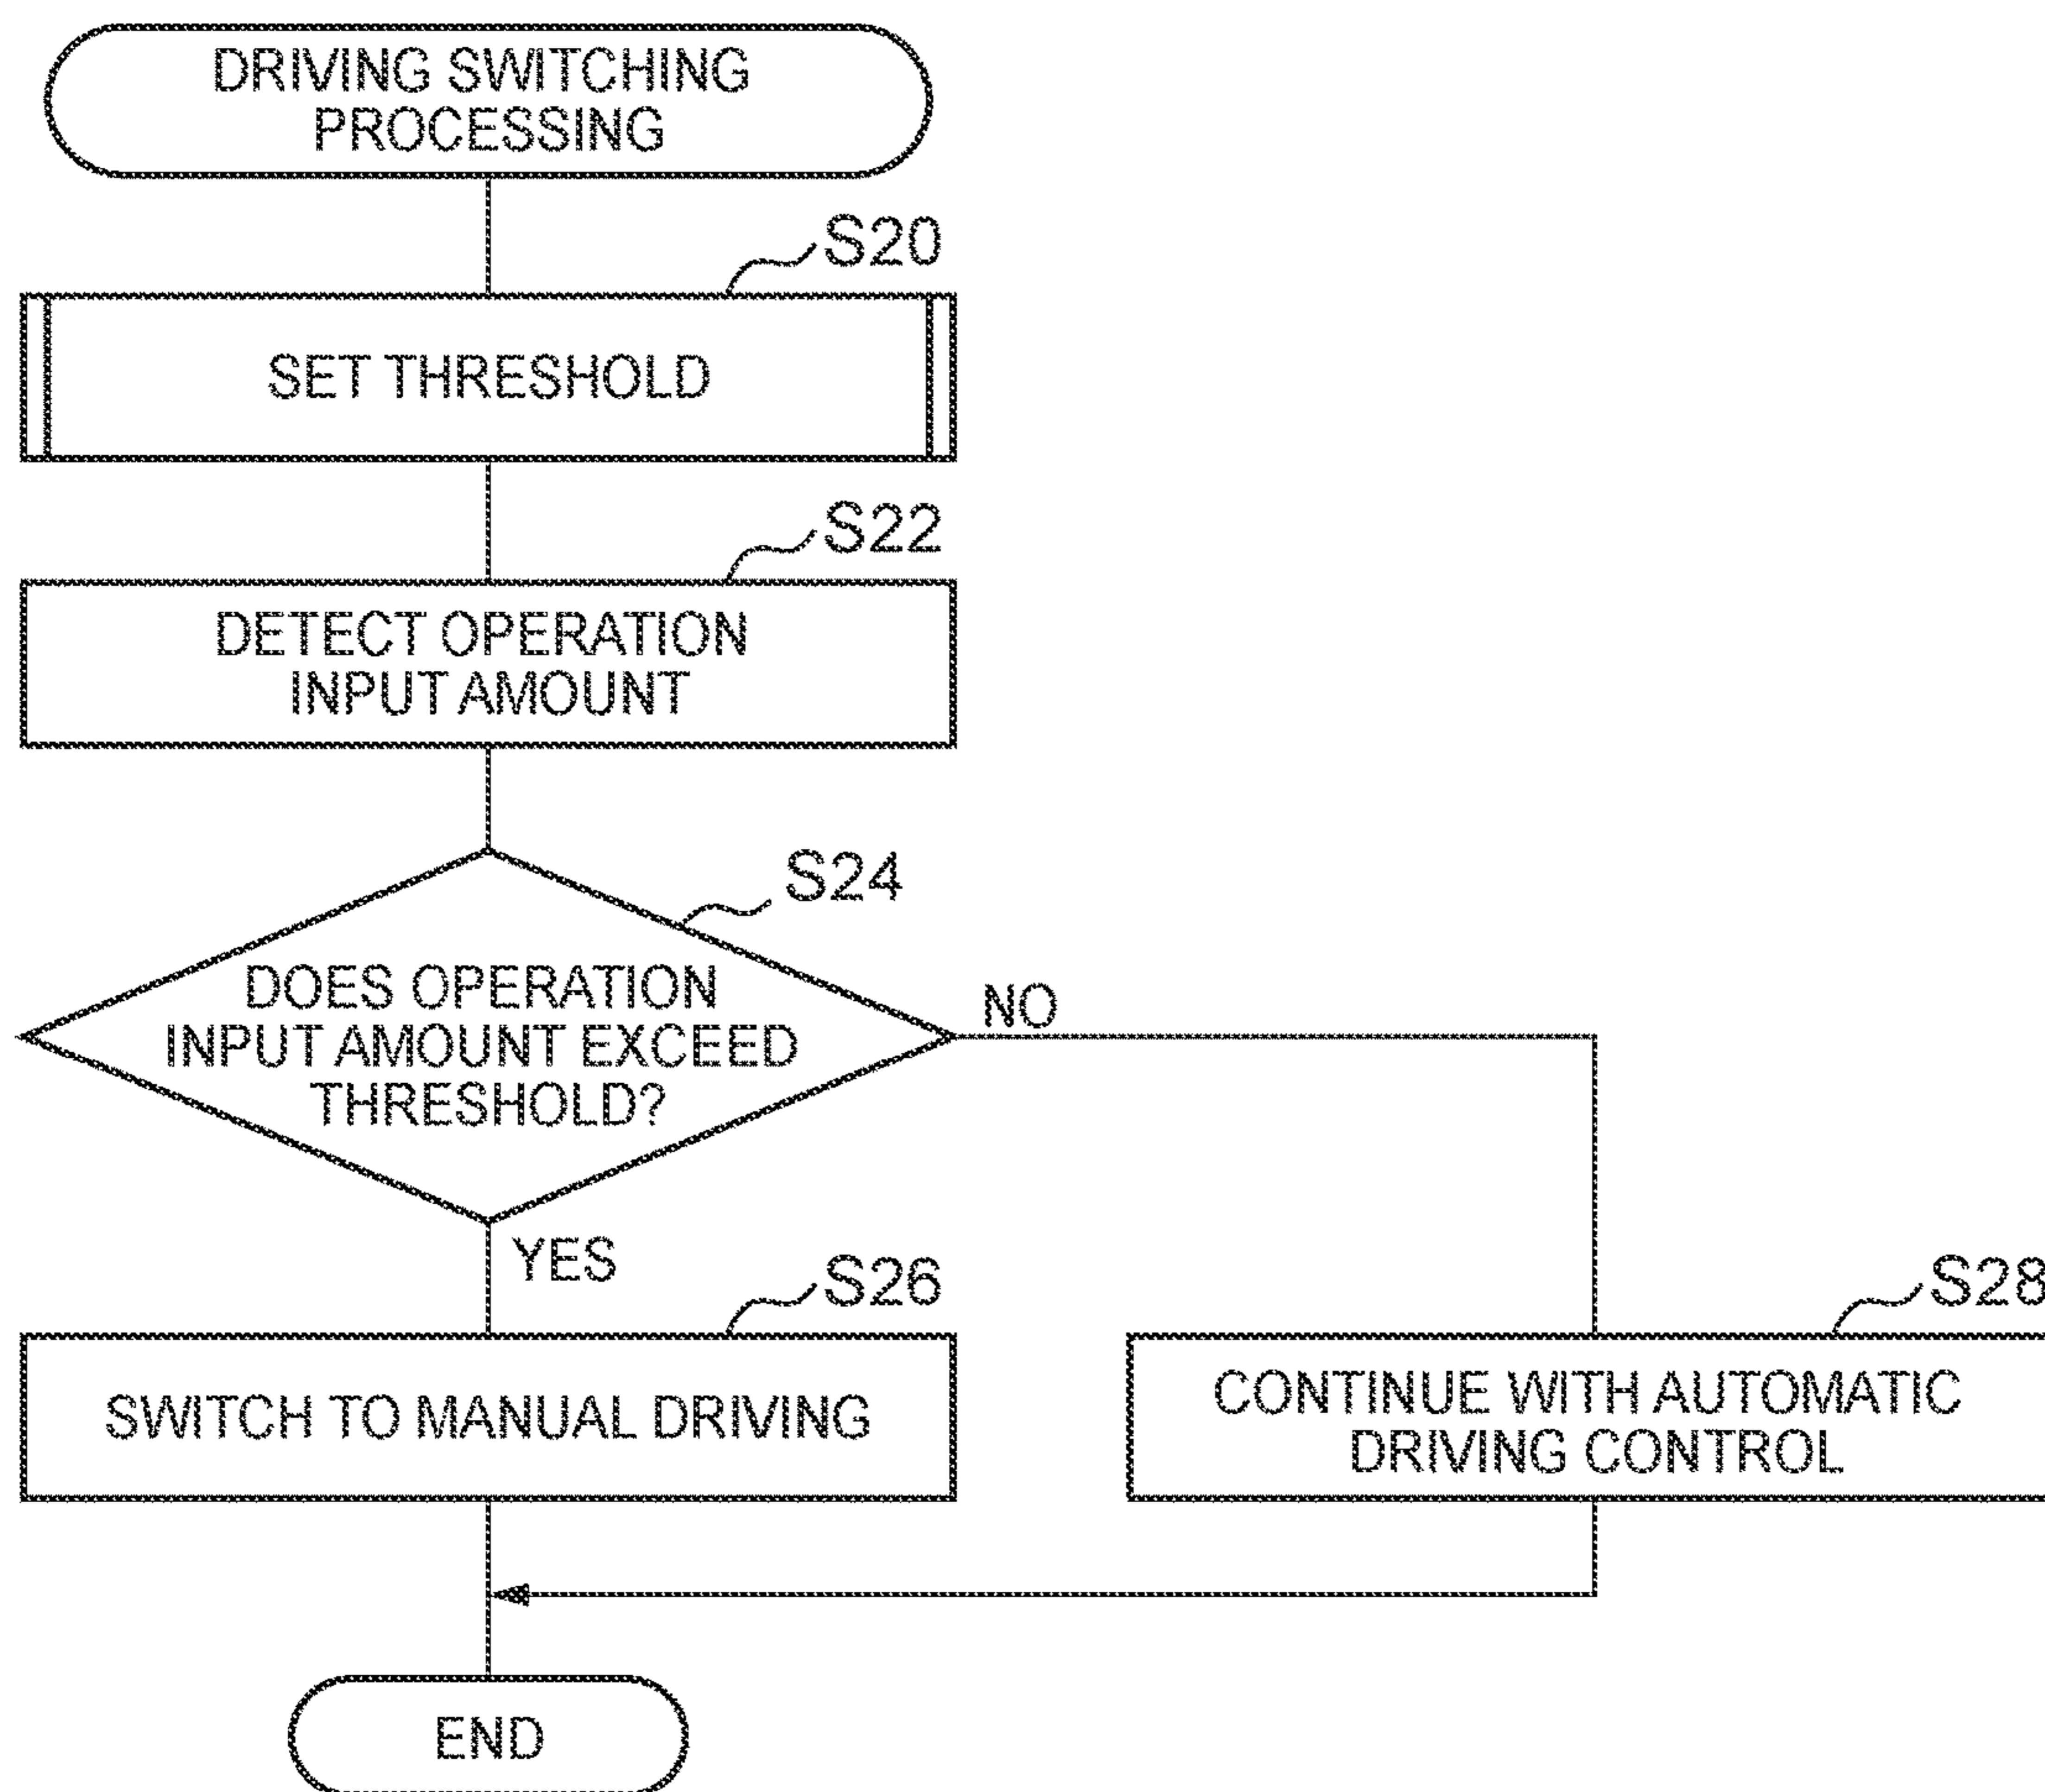 DRIVING SWITCHING
PROCESSING
S20
SET THRESHOLD
S22
DETECT OPERATION
INPUT AMOUNT
S24
DOES OPERATION
INPUT AMOUNT EXCEED
THRESHOLD?
NO
YES
S26
SWITCH TO MANUAL DRIVING
S28
CONTINUE WITH AUTOMATIC
DRIVING CONTROL
END